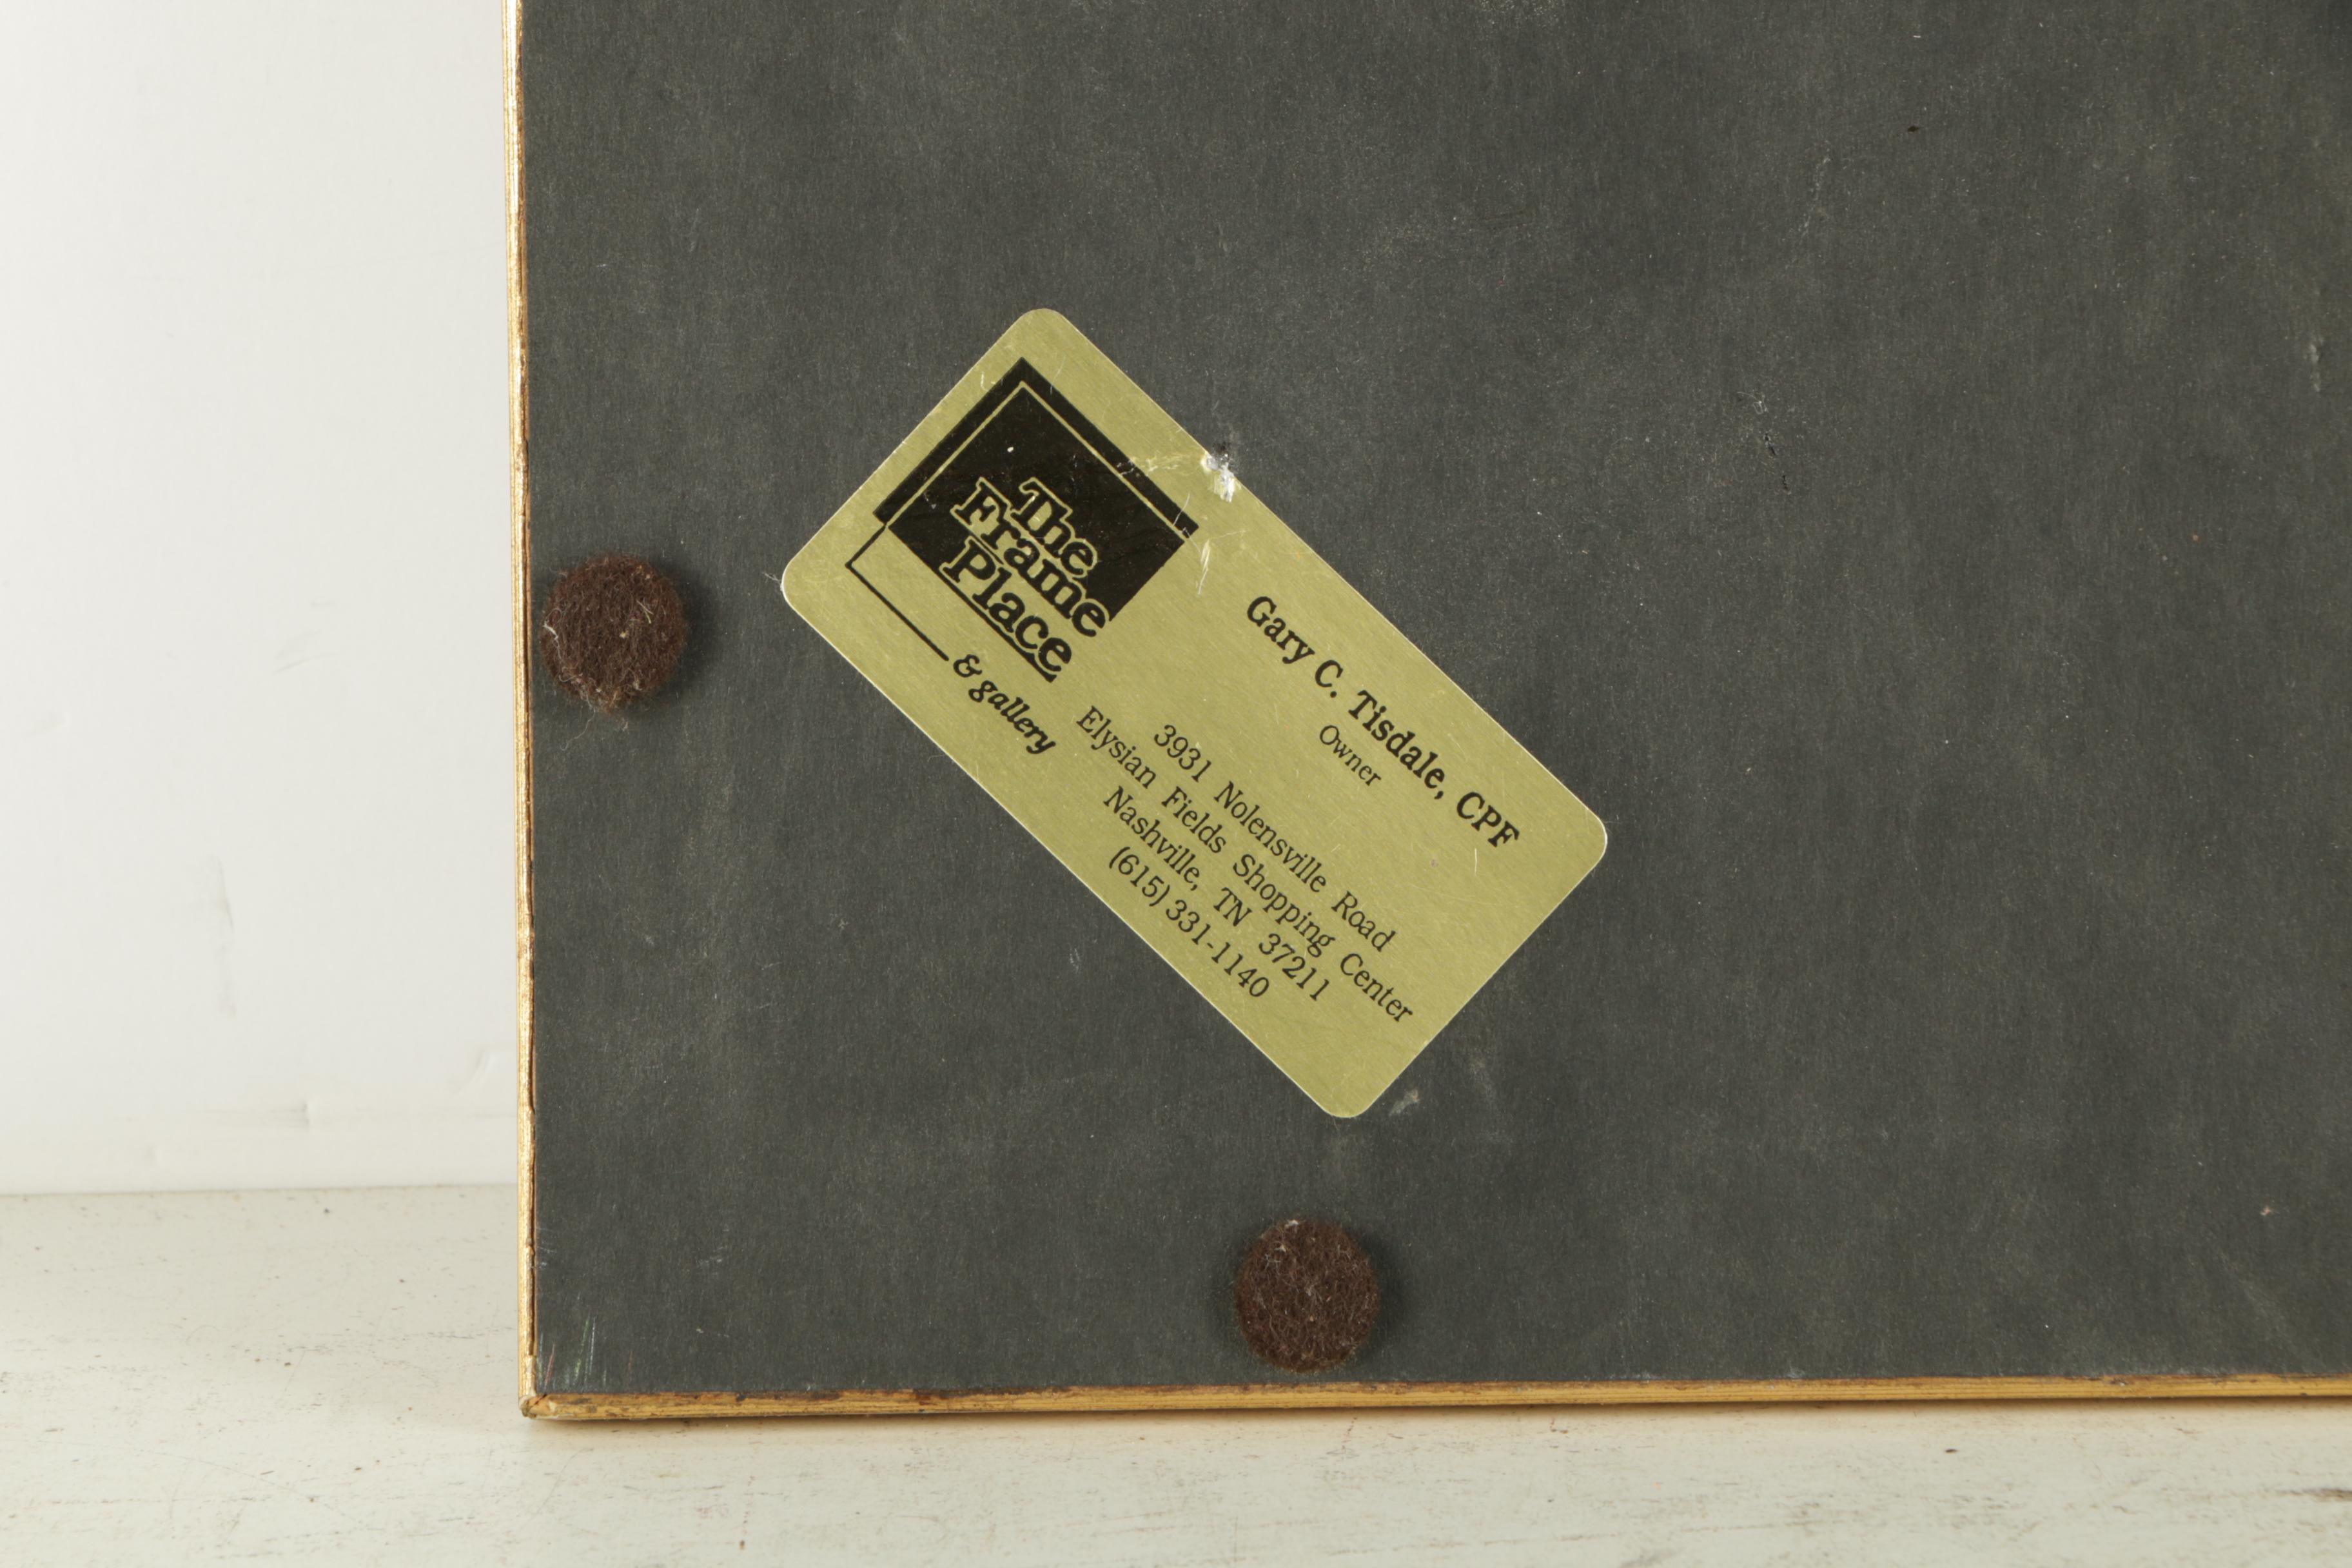 The
Frame
Place
& gallery
Gary C. Tisdale, CPF
Owner
3931 Nolensville Road
Elysian Fields Shopping Center
Nashville, TN 37211
(615) 331-1140